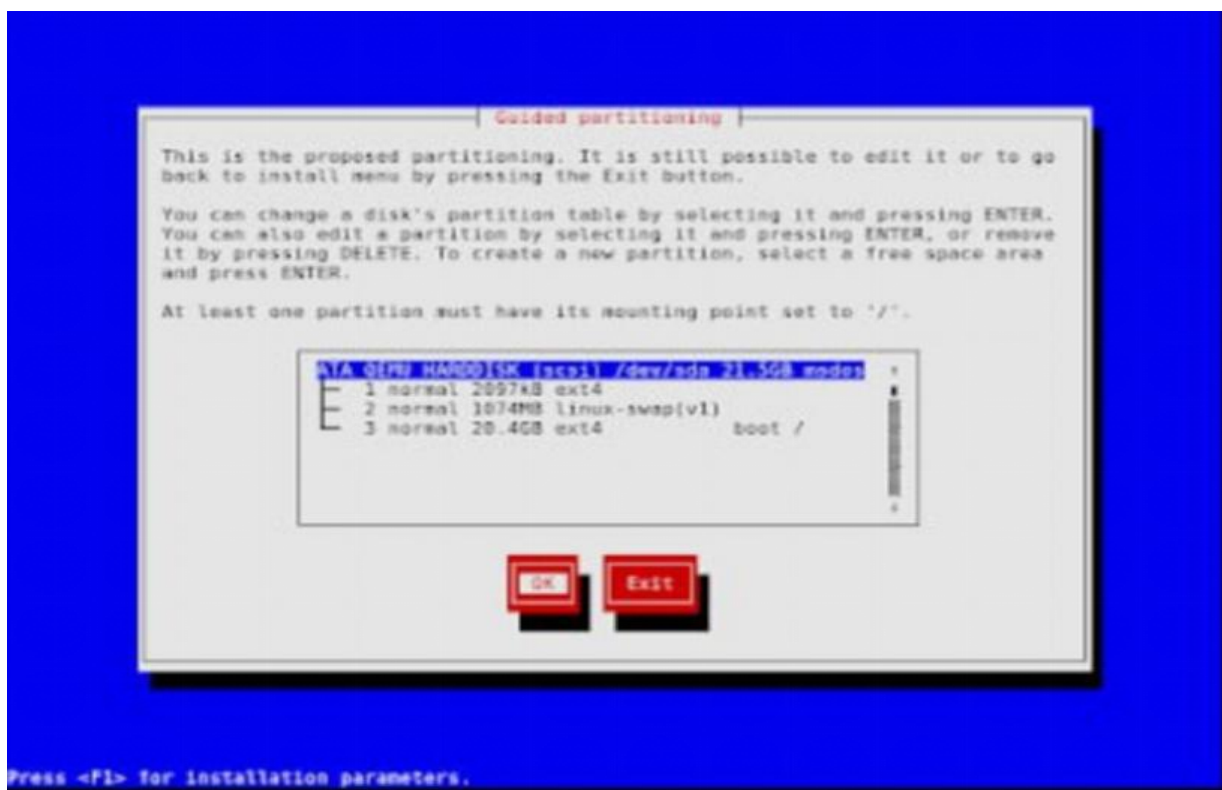 Guided partitioning
This is the proposed partitioning. It is still possible to edit it or to go
back to install menu by pressing the Exit button.
You can change a disk's partition table by selecting it and pressing ENTER.
You can also edit a partition by selecting it and pressing ENTER, or remove
it by pressing DELETE. To create a new partition, select a free space area
and press ENTER.
At least one partition must have its mounting point set to '/'.
ATA QEMU HARDDISK (scsi) /dev/sda 21.5GB msdos
1 normal 2097kB ext4
2 normal 1074MB linux-swap(v1)
3 normal 20.4GB ext4 boot /
OK Exit
Press <F1> for installation parameters.